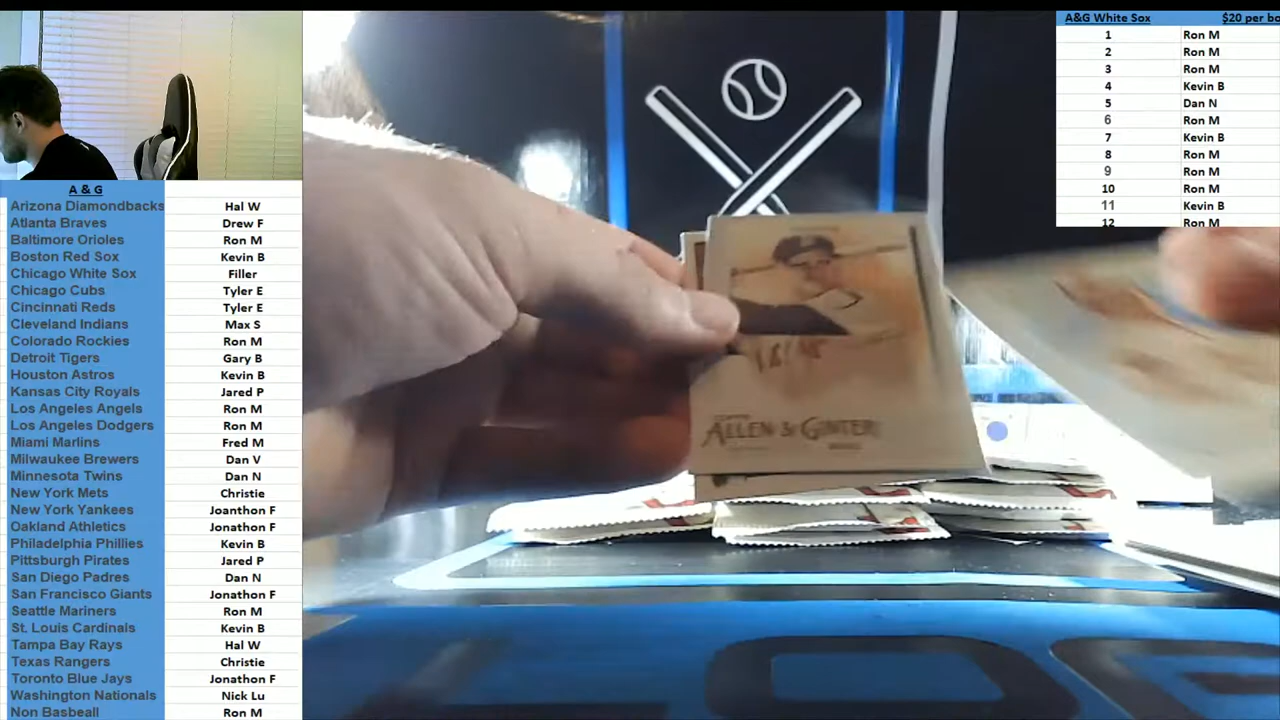 A & G
Arizona Diamondbacks Hal W
Atlanta Braves Drew F
Baltimore Orioles Ron M
Boston Red Sox Kevin B
Chicago White Sox Filler
Chicago Cubs Tyler E
Cincinnati Reds Tyler E
Cleveland Indians Max S
Colorado Rockies Ron M
Detroit Tigers Gary B
Houston Astros Kevin B
Kansas City Royals Jared P
Los Angeles Angels Ron M
Los Angeles Dodgers Ron M
Miami Marlins Fred M
Milwaukee Brewers Dan V
Minnesota Twins Dan N
New York Mets Christie
New York Yankees Joanthon F
Oakland Athletics Jonathon F
Philadelphia Phillies Kevin B
Pittsburgh Pirates Jared P
San Diego Padres Dan N
San Francisco Giants Jonathon F
Seattle Mariners Ron M
St. Louis Cardinals Kevin B
Tampa Bay Rays Hal W
Texas Rangers Christie
Toronto Blue Jays Jonathon F
Washington Nationals Nick Lu
Non Basbeall Ron M
A&G White Sox $20 per bo
1 Ron M
2 Ron M
3 Ron M
4 Kevin B
5 Dan N
6 Ron M
7 Kevin B
8 Ron M
9 Ron M
10 Ron M
11 Kevin B
12 Ron M
TOPPS
ALLEN & GINTER